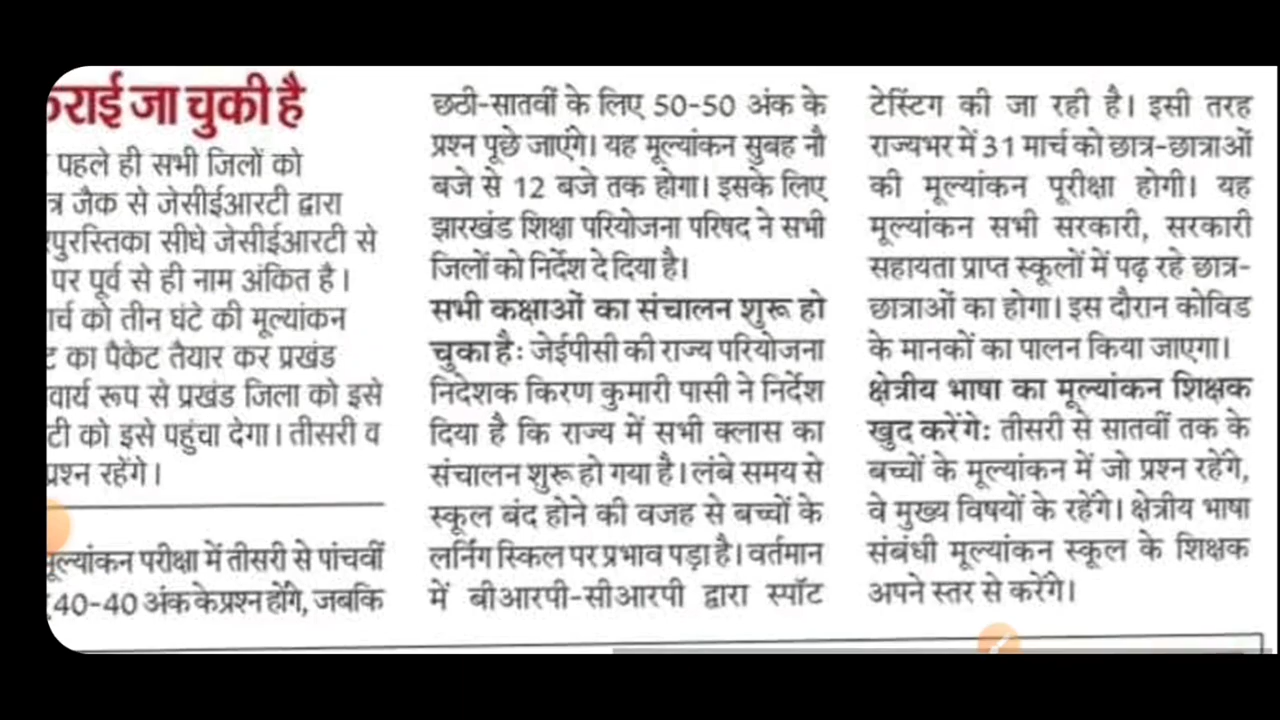 कराई जा चुकी है
पहले ही सभी जिलों को
जैक से जेसीईआरटी द्वारा
सीधे जेसीईआरटी से
पर पूर्व से ही नाम अंकित है।
को तीन घंटे की मूल्यांकन
का पैकेट तैयार कर प्रखंड
रूप से प्रखंड जिला को इसे
को इसे पहुंचा देगा। तीसरी व
प्रश्न रहेंगे।
मूल्यांकन परीक्षा में तीसरी से पांचवीं
40-40 अंक के प्रश्न होंगे, जबकि
छठी-सातवीं के लिए 50-50 अंक के
प्रश्न पूछे जाएंगे। यह मूल्यांकन सुबह नौ
बजे से 12 बजे तक होगा। इसके लिए
झारखंड शिक्षा परियोजना परिषद ने सभी
जिलों को निर्देश दे दिया है।
सभी कक्षाओं का संचालन शुरू हो
चुका है: जेईपीसी की राज्य परियोजना
निदेशक किरण कुमारी पासी ने निर्देश
दिया है कि राज्य में सभी क्लास का
संचालन शुरू हो गया है। लंबे समय से
स्कूल बंद होने की वजह से बच्चों के
लर्निंग स्किल पर प्रभाव पड़ा है। वर्तमान
में बीआरपी-सीआरपी द्वारा स्पॉट
टेस्टिंग की जा रही है। इसी तरह
राज्यभर में 31 मार्च को छात्र-छात्राओं
की मूल्यांकन पूरीक्षा होगी। यह
मूल्यांकन सभी सरकारी, सरकारी
सहायता प्राप्त स्कूलों में पढ़ रहे छात्र-
छात्राओं का होगा। इस दौरान कोविड
के मानकों का पालन किया जाएगा।
क्षेत्रीय भाषा का मूल्यांकन शिक्षक
खुद करेंगे: तीसरी से सातवीं तक के
बच्चों के मूल्यांकन में जो प्रश्न रहेंगे,
वे मुख्य विषयों के रहेंगे। क्षेत्रीय भाषा
संबंधी मूल्यांकन स्कूल के शिक्षक
अपने स्तर से करेंगे।